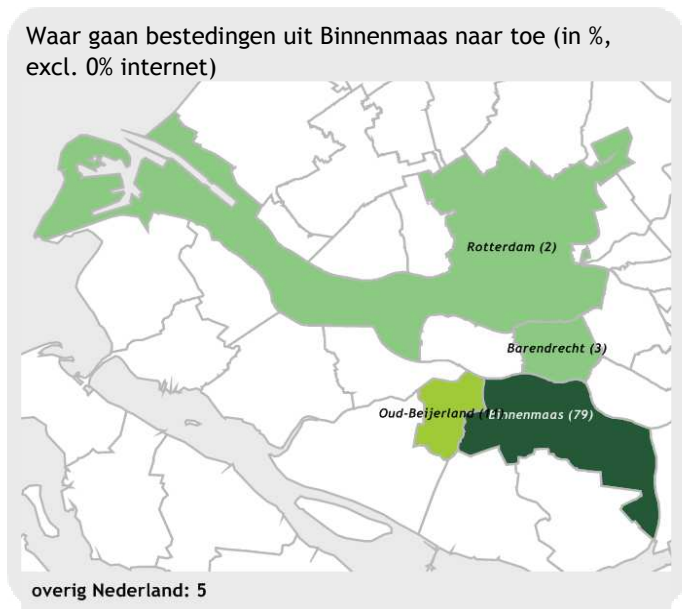 Waar gaan bestedingen uit Binnenmaas naar toe (in %,
excl. 0% internet)
Rotterdam (2)
Barendrecht (3)
Oud-Beijerland (11)
Binnenmaas (79)
overig Nederland: 5